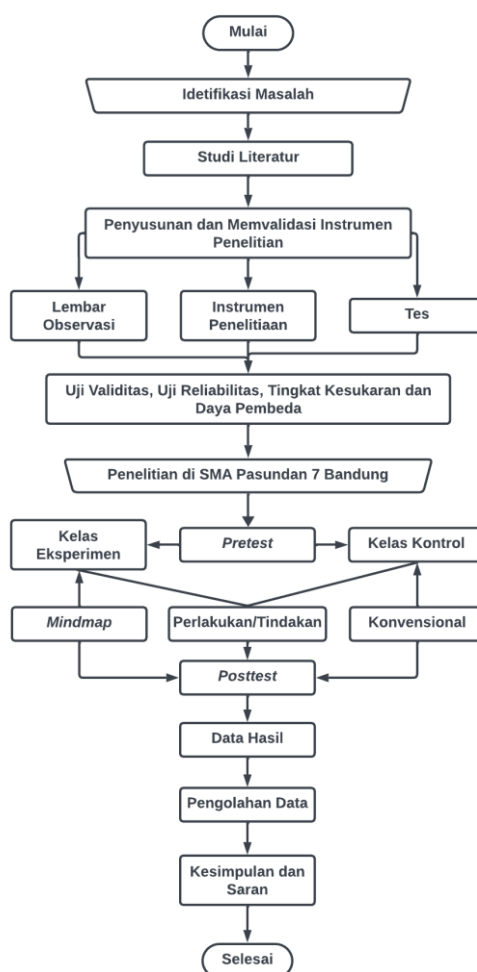 Mulai
Idetifikasi Masalah
Studi Literatur
Penyusunan dan Memvalidasi Instrumen
Penelitian
Lembar
Observasi
Instrumen
Penelitiaan
Tes
Uji Validitas, Uji Reliabilitas, Tingkat Kesukaran dan
Daya Pembeda
Penelitian di SMA Pasundan 7 Bandung
Kelas
Eksperimen
Pretest
Kelas Kontrol
Mindmap
Perlakukan/Tindakan
Konvensional
Posttest
Data Hasil
Pengolahan Data
Kesimpulan dan
Saran
Selesai